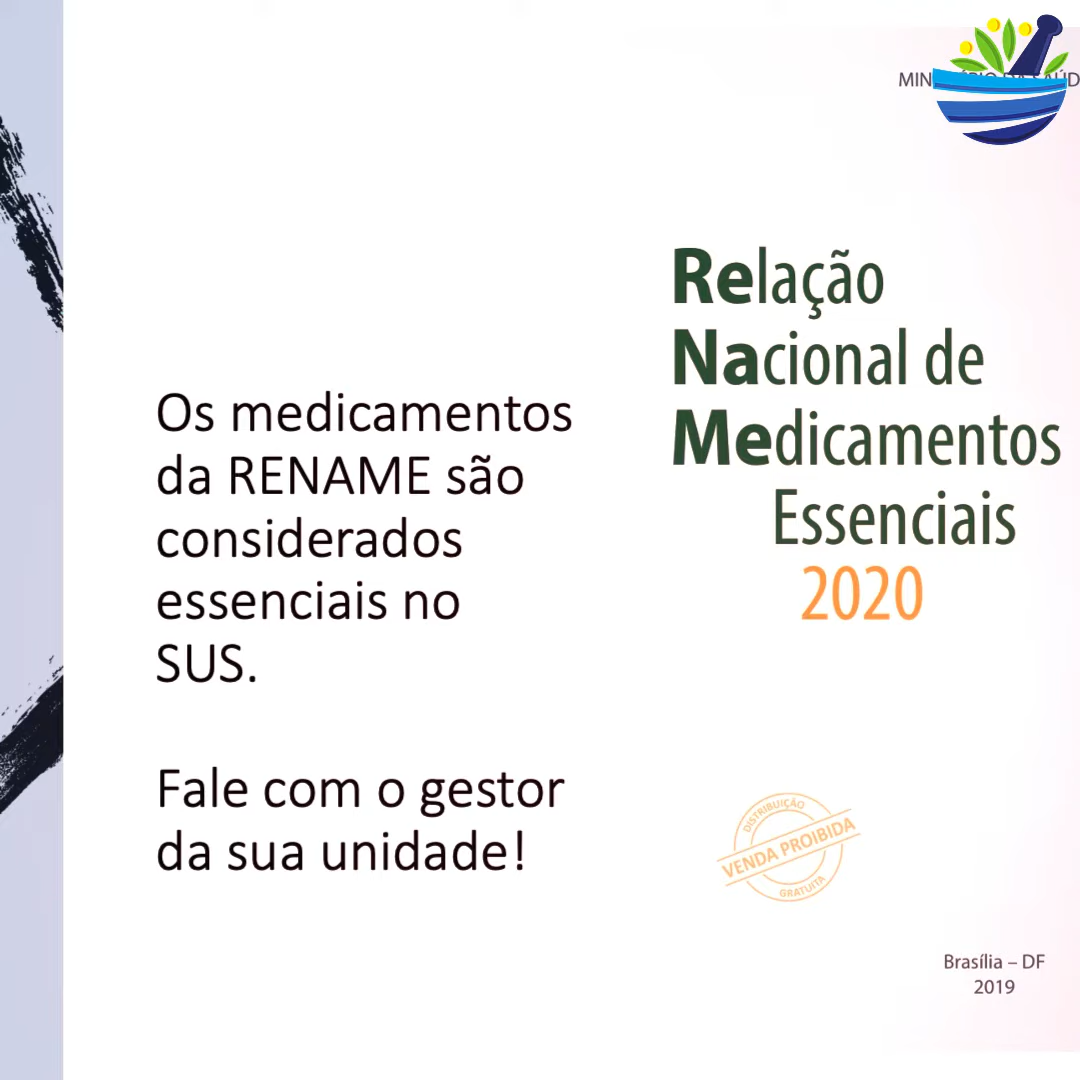 Os medicamentos
da RENAME são
considerados
essenciais no
SUS.
Fale com o gestor
da sua unidade!
Relação
Nacional de
Medicamentos
Essenciais
2020
DISTRIBUIÇÃO
VENDA PROIBIDA
GRATUITA
Brasília – DF
2019